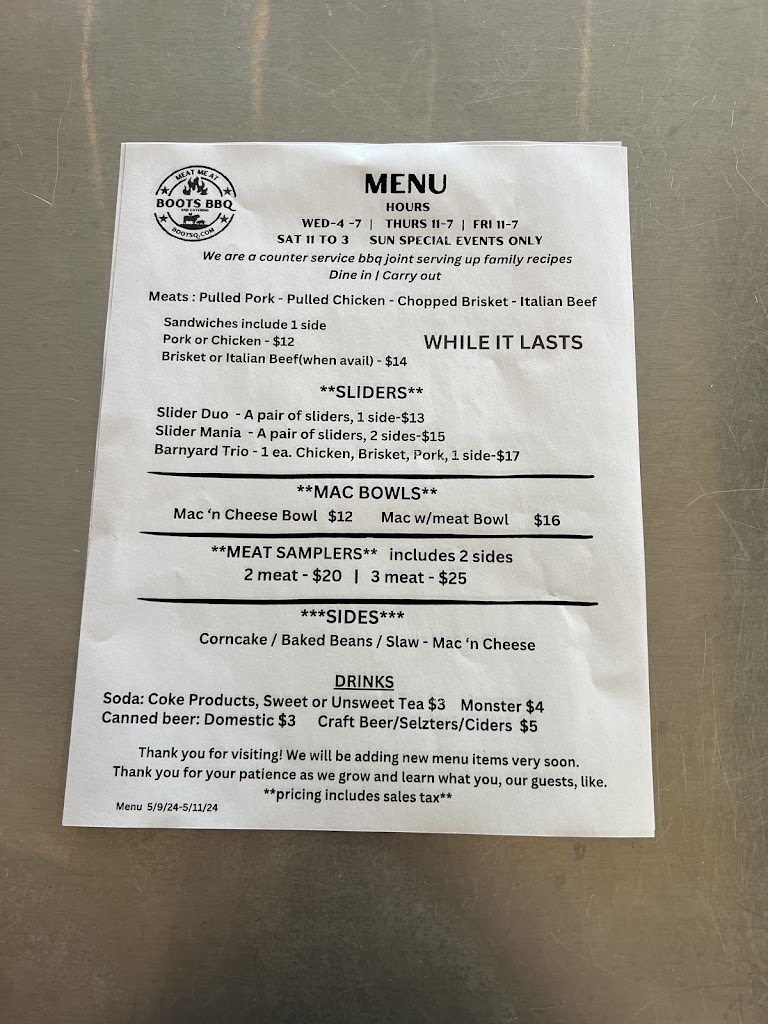 MEAT ME AT
BOOTS BBQ
AND CATERING
BOOTSQ.COM
MENU
HOURS
WED-4 -7 | THURS 11-7 | FRI 11-7
SAT 11 TO 3 SUN SPECIAL EVENTS ONLY
We are a counter service bbq joint serving up family recipes
Dine in / Carry out
Meats : Pulled Pork - Pulled Chicken - Chopped Brisket - Italian Beef
Sandwiches include 1 side
Pork or Chicken - $12
Brisket or Italian Beef(when avail) - $14
WHILE IT LASTS
**SLIDERS**
Slider Duo - A pair of sliders, 1 side-$13
Slider Mania - A pair of sliders, 2 sides-$15
Barnyard Trio - 1 ea. Chicken, Brisket, Pork, 1 side-$17
**MAC BOWLS**
Mac ‘n Cheese Bowl $12 Mac w/meat Bowl $16
**MEAT SAMPLERS** includes 2 sides
2 meat - $20 | 3 meat - $25
***SIDES***
Corncake / Baked Beans / Slaw - Mac ‘n Cheese
DRINKS
Soda: Coke Products, Sweet or Unsweet Tea $3 Monster $4
Canned beer: Domestic $3 Craft Beer/Selzters/Ciders $5
Thank you for visiting! We will be adding new menu items very soon.
Thank you for your patience as we grow and learn what you, our guests, like.
**pricing includes sales tax**
Menu 5/9/24-5/11/24